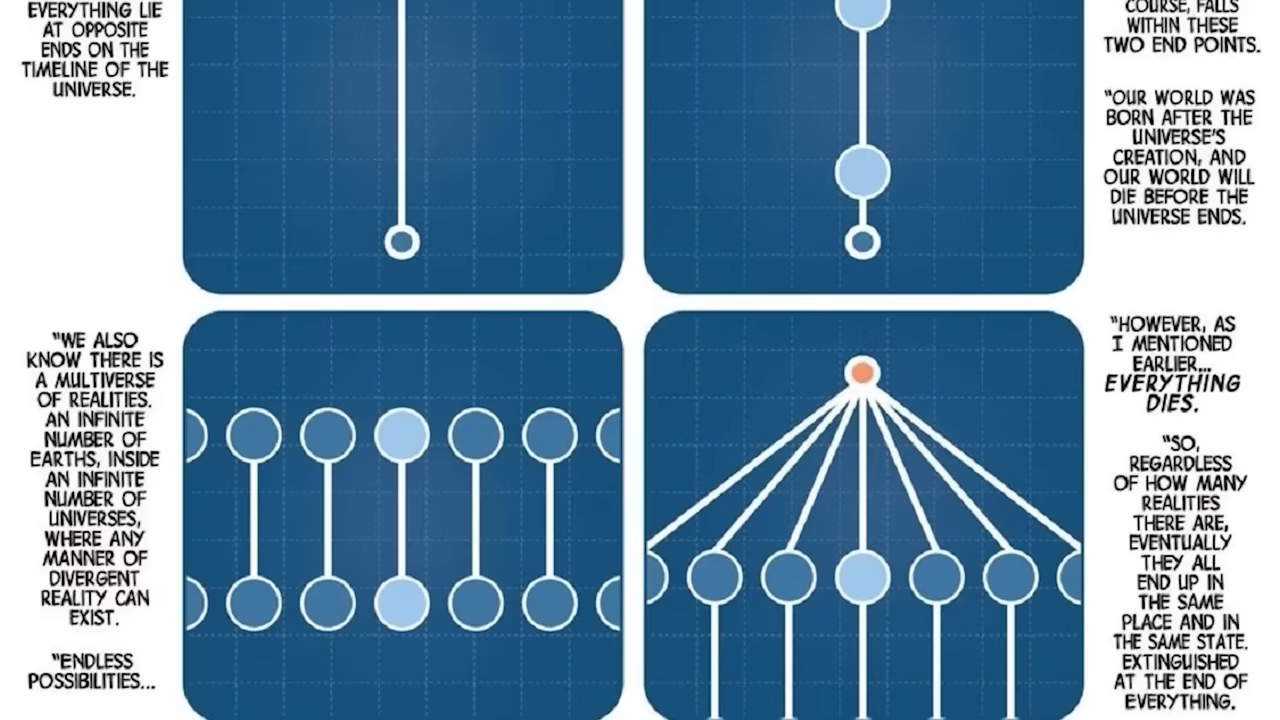 EVERYTHING LIE
AT OPPOSITE
ENDS ON THE
TIMELINE OF THE
UNIVERSE.
COURSE, FALLS
WITHIN THESE
TWO END POINTS.
"OUR WORLD WAS
BORN AFTER THE
UNIVERSE'S
CREATION, AND
OUR WORLD WILL
DIE BEFORE THE
UNIVERSE ENDS.
"WE ALSO
KNOW THERE IS
A MULTIVERSE
OF REALITIES.
AN INFINITE
NUMBER OF
EARTHS, INSIDE
AN INFINITE
NUMBER OF
UNIVERSES,
WHERE ANY
MANNER OF
DIVERGENT
REALITY CAN
EXIST.
"ENDLESS
POSSIBILITIES...
"HOWEVER, AS
I MENTIONED
EARLIER...
EVERYTHING
DIES.
"SO,
REGARDLESS
OF HOW MANY
REALITIES
THERE ARE,
EVENTUALLY
THEY ALL
END UP IN
THE SAME
PLACE AND IN
THE SAME STATE.
EXTINGUISHED
AT THE END OF
EVERYTHING.